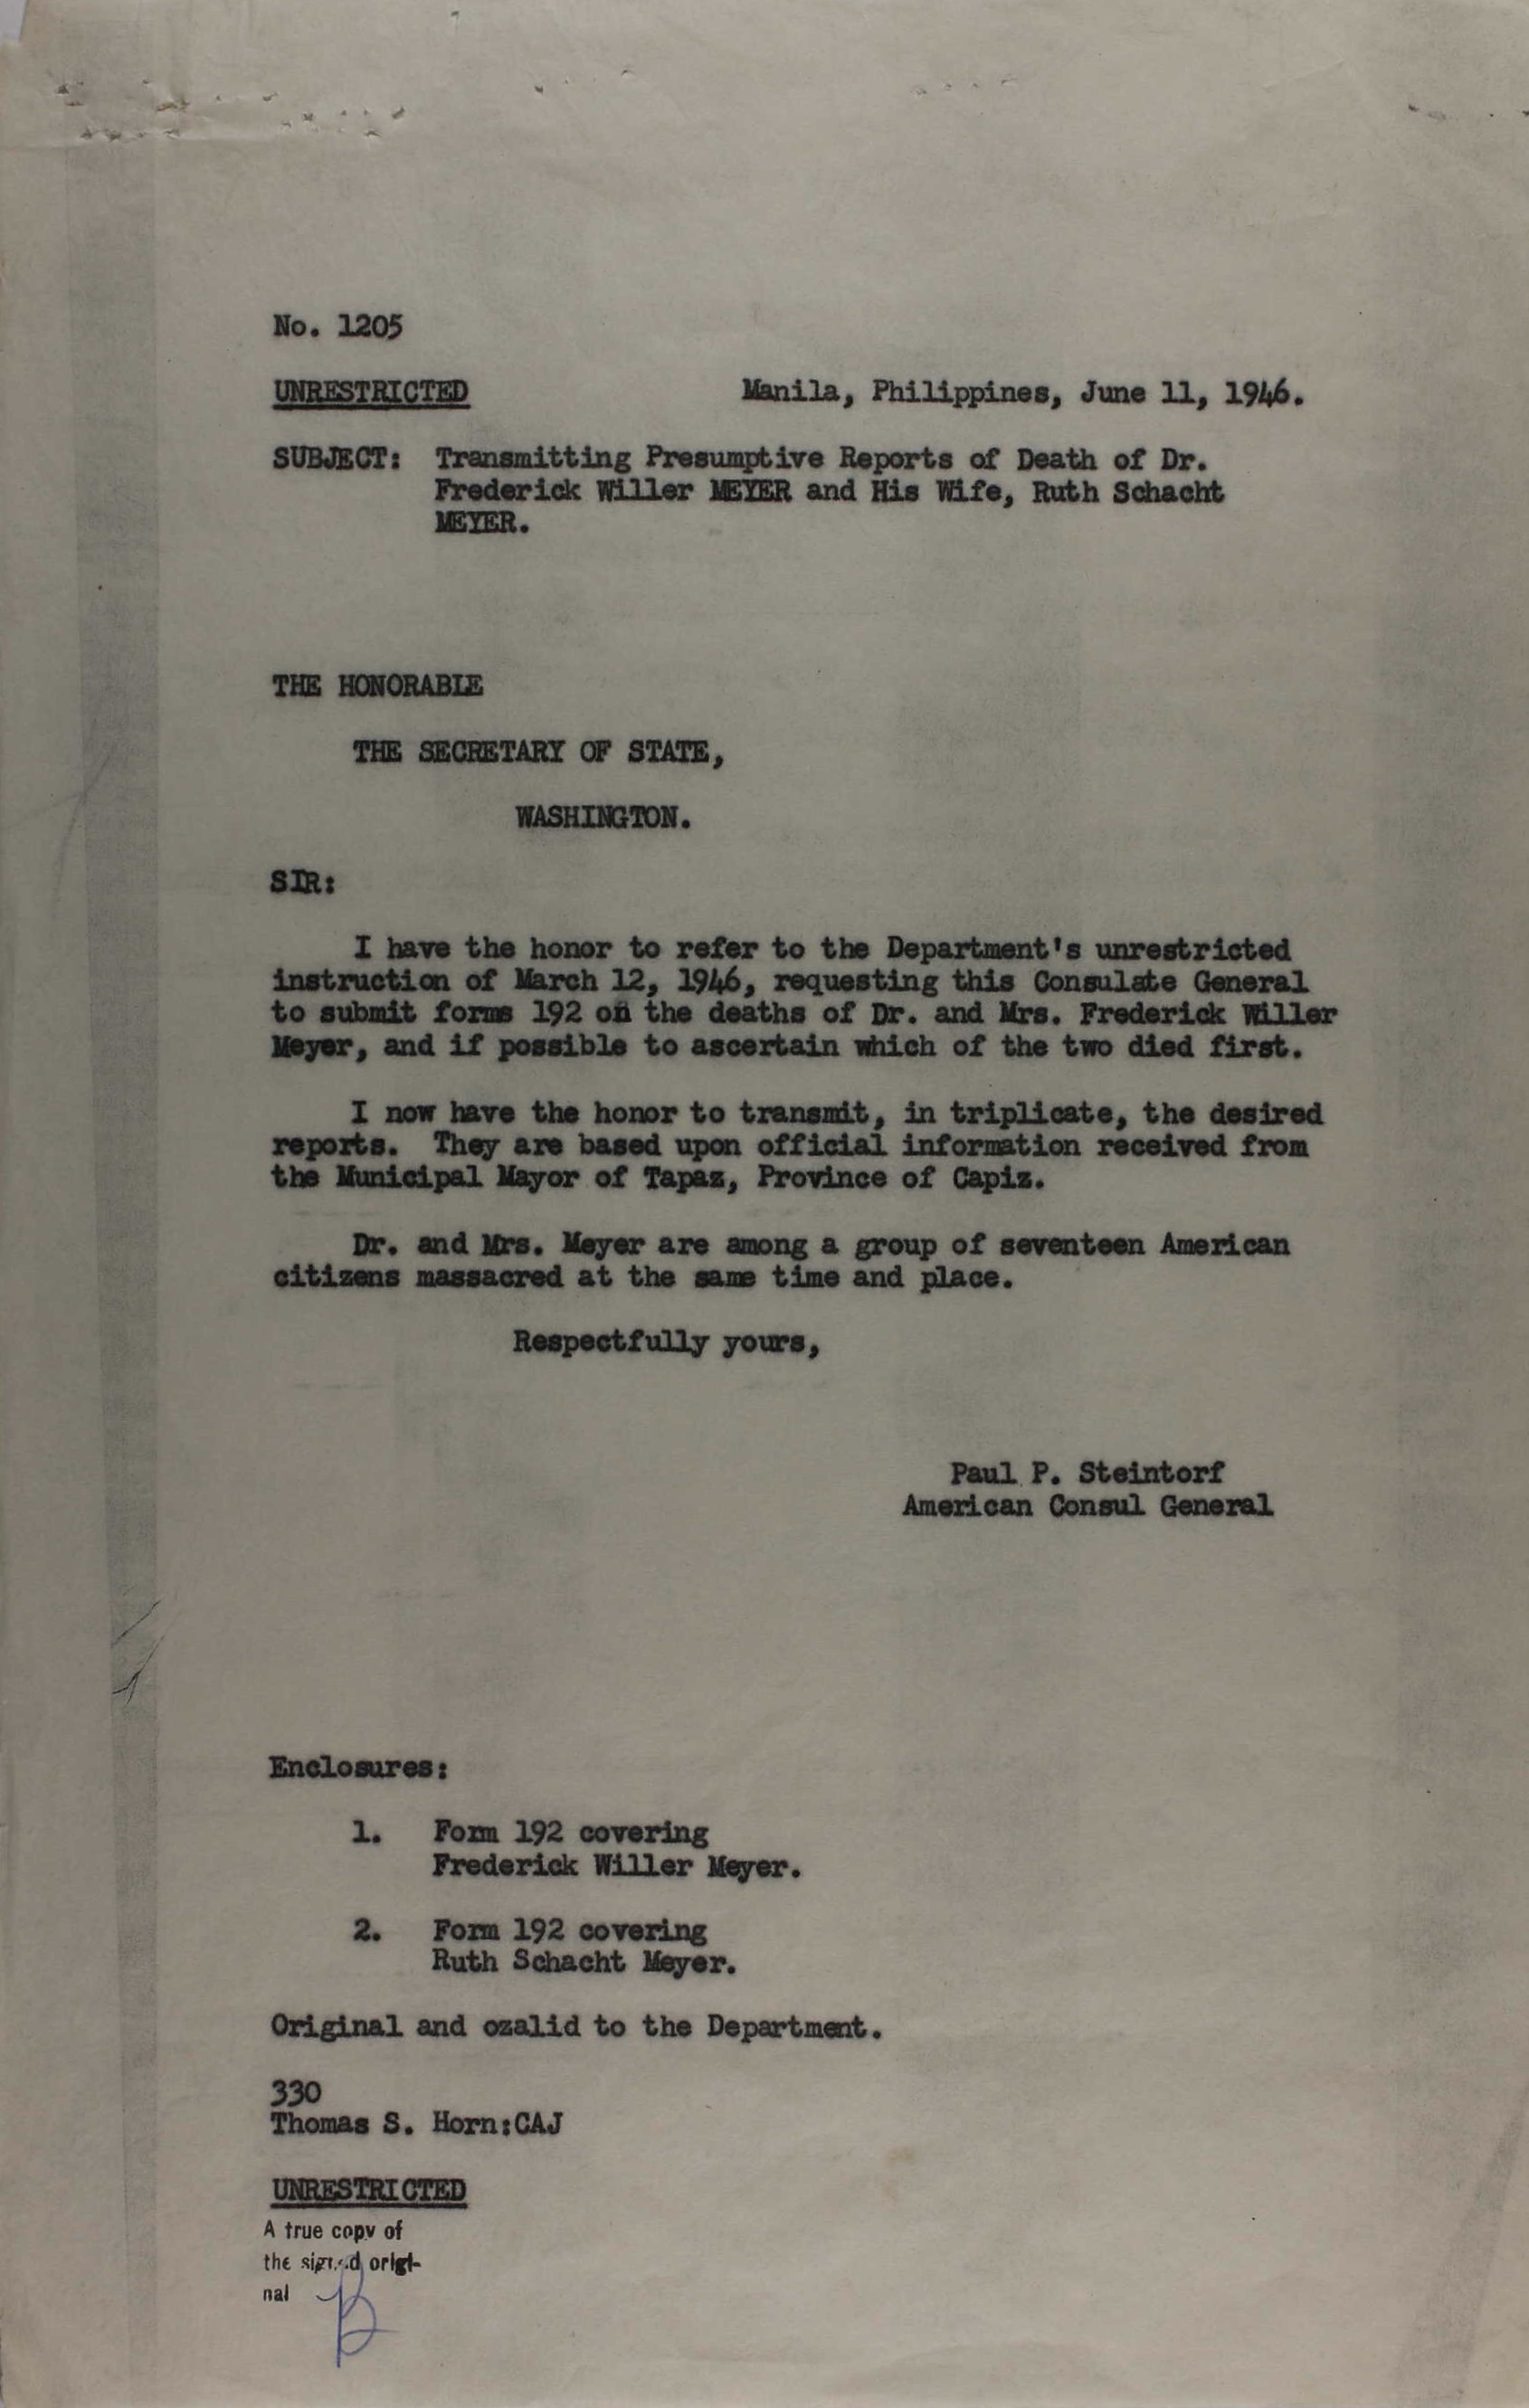 No. 1205
UNRESTRICTED Manila, Philippines, June 11, 1946.
SUBJECT: Transmitting Presumptive Reports of Death of Dr.
Frederick Willer MEYER and His Wife, Ruth Schacht
MEYER.
THE HONORABLE
THE SECRETARY OF STATE,
WASHINGTON.
SIR:
I have the honor to refer to the Department's unrestricted
instruction of March 12, 1946, requesting this Consulate General
to submit forms 192 on the deaths of Dr. and Mrs. Frederick Willer
Meyer, and if possible to ascertain which of the two died first.
I now have the honor to transmit, in triplicate, the desired
reports. They are based upon official information received from
the Municipal Mayor of Tapaz, Province of Capiz.
Dr. and Mrs. Meyer are among a group of seventeen American
citizens massacred at the same time and place.
Respectfully yours,
Paul P. Steintorf
American Consul General
Enclosures:
1. Form 192 covering
Frederick Willer Meyer.
2. Form 192 covering
Ruth Schacht Meyer.
Original and ozalid to the Department.
330
Thomas S. Horn:CAJ
UNRESTRICTED
A true copy of
the signed origi-
nal